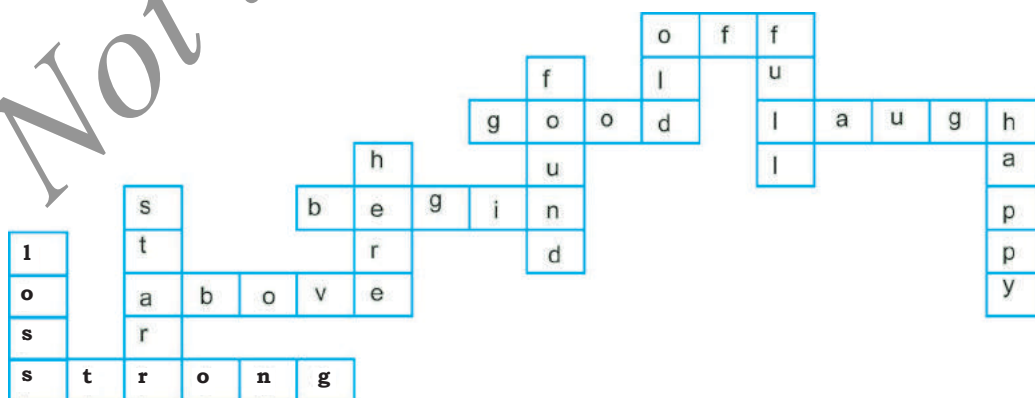 Not
o f f
f l u
g o o d l a u g h
h u l a
s b e g i n p
l t r d p
o a b o v e y
s r
s t r o n g